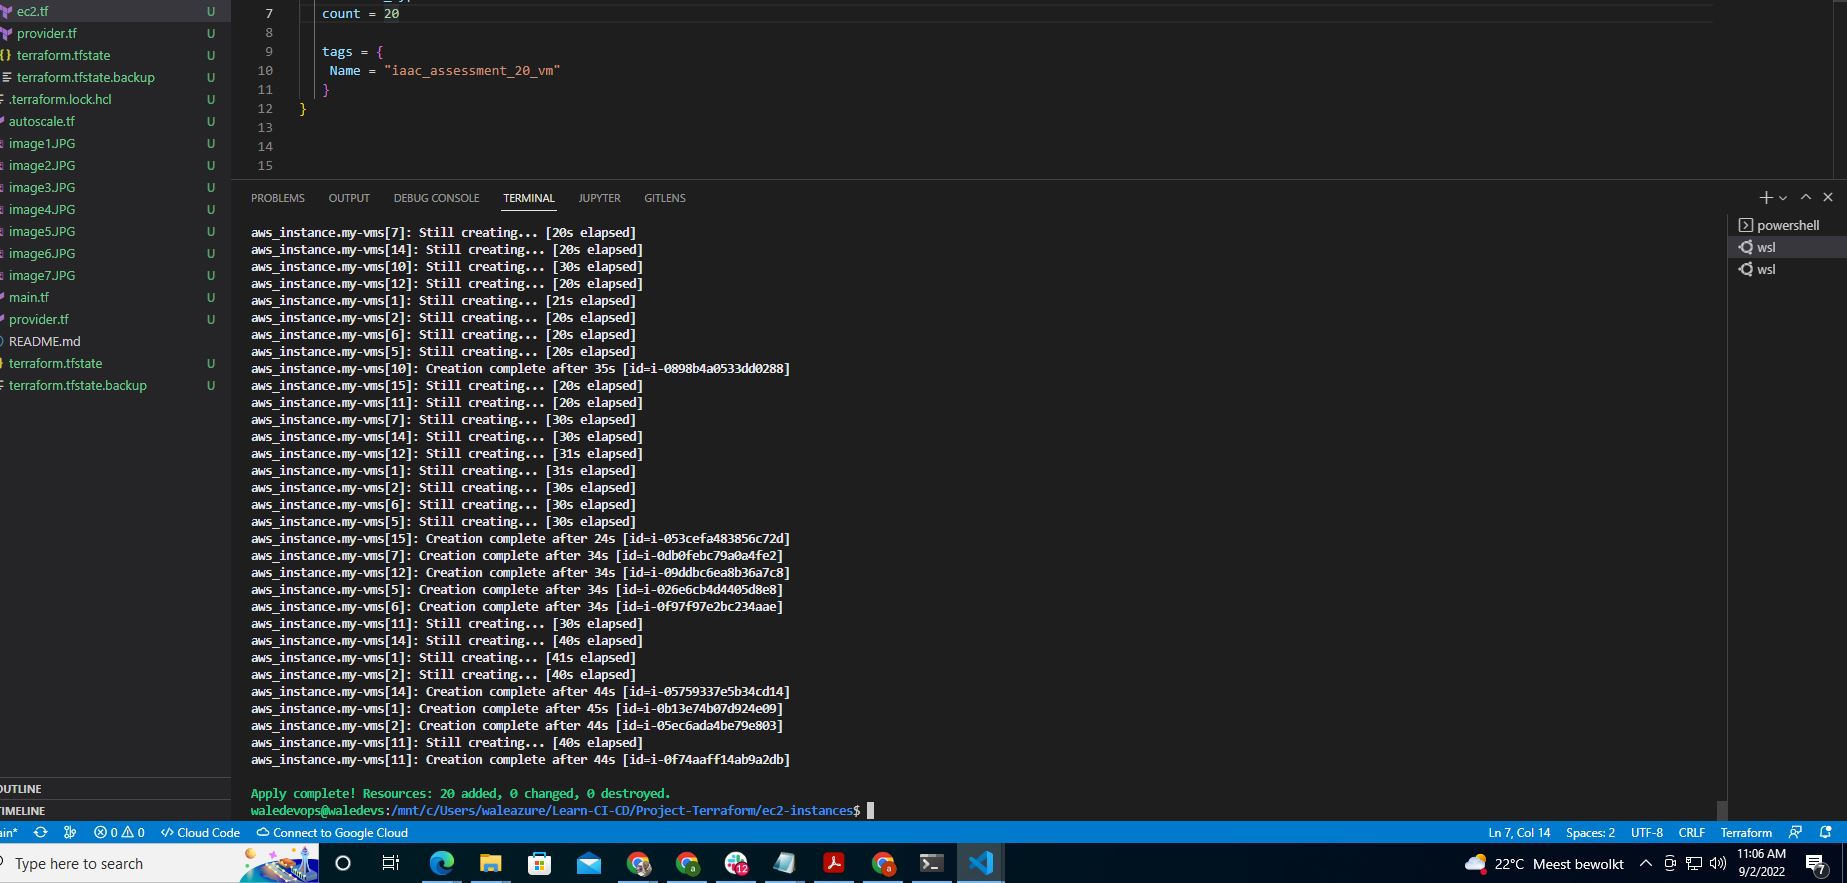 ec2.tf U
provider.tf U
terraform.tfstate U
terraform.tfstate.backup U
.terraform.lock.hcl U
autoscale.tf U
image1.JPG U
image2.JPG U
image3.JPG U
image4.JPG U
image5.JPG U
image6.JPG U
image7.JPG U
main.tf U
provider.tf U
README.md
terraform.tfstate U
terraform.tfstate.backup U
OUTLINE
TIMELINE
7 count = 20
8
9 tags = {
10 Name = "iaac_assessment_20_vm"
11 }
12 }
13
14
15
PROBLEMS OUTPUT DEBUG CONSOLE TERMINAL JUPYTER GITLENS
powershell
wsl
wsl
aws_instance.my-vms[7]: Still creating... [20s elapsed]
aws_instance.my-vms[14]: Still creating... [20s elapsed]
aws_instance.my-vms[10]: Still creating... [30s elapsed]
aws_instance.my-vms[12]: Still creating... [20s elapsed]
aws_instance.my-vms[1]: Still creating... [21s elapsed]
aws_instance.my-vms[2]: Still creating... [20s elapsed]
aws_instance.my-vms[6]: Still creating... [20s elapsed]
aws_instance.my-vms[5]: Still creating... [20s elapsed]
aws_instance.my-vms[10]: Creation complete after 35s [id=i-0898b4a0533dd0288]
aws_instance.my-vms[15]: Still creating... [20s elapsed]
aws_instance.my-vms[11]: Still creating... [20s elapsed]
aws_instance.my-vms[7]: Still creating... [30s elapsed]
aws_instance.my-vms[14]: Still creating... [30s elapsed]
aws_instance.my-vms[12]: Still creating... [31s elapsed]
aws_instance.my-vms[1]: Still creating... [31s elapsed]
aws_instance.my-vms[2]: Still creating... [30s elapsed]
aws_instance.my-vms[6]: Still creating... [30s elapsed]
aws_instance.my-vms[5]: Still creating... [30s elapsed]
aws_instance.my-vms[15]: Creation complete after 24s [id=i-053cefa483856c72d]
aws_instance.my-vms[7]: Creation complete after 34s [id=i-0db0febc79a0a4fe2]
aws_instance.my-vms[12]: Creation complete after 34s [id=i-09ddbc6ea8b36a7c8]
aws_instance.my-vms[5]: Creation complete after 34s [id=i-026e6cb4d4405d8e8]
aws_instance.my-vms[6]: Creation complete after 34s [id=i-0f97f97e2bc234aae]
aws_instance.my-vms[11]: Still creating... [30s elapsed]
aws_instance.my-vms[14]: Still creating... [40s elapsed]
aws_instance.my-vms[1]: Still creating... [41s elapsed]
aws_instance.my-vms[2]: Still creating... [40s elapsed]
aws_instance.my-vms[14]: Creation complete after 44s [id=i-05759337e5b34cd14]
aws_instance.my-vms[1]: Creation complete after 45s [id=i-0b13e74b07d924e09]
aws_instance.my-vms[2]: Creation complete after 44s [id=i-05ec6ada4be79e803]
aws_instance.my-vms[11]: Still creating... [40s elapsed]
aws_instance.my-vms[11]: Creation complete after 44s [id=i-0f74aaff14ab9a2db]
Apply complete! Resources: 20 added, 0 changed, 0 destroyed.
waledevops@waledevs:/mnt/c/Users/waleazure/Learn-CI-CD/Project-Terraform/ec2-instances$
ain* 0 0 Cloud Code Connect to Google Cloud Ln 7, Col 14 Spaces: 2 UTF-8 CRLF Terraform
Type here to search 12 22°C Meest bewolkt 11:06 AM
9/2/2022 7